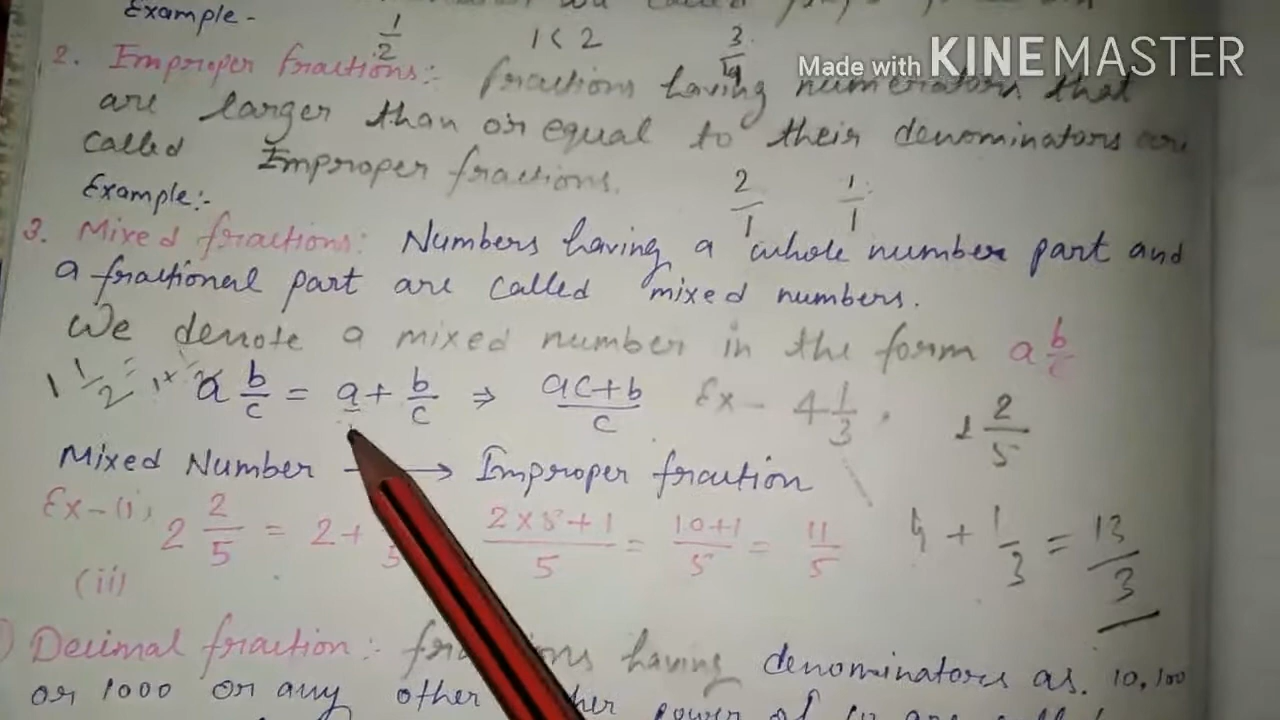 Example - 1/2 1 < 2 3/4
Made with KINEMASTER
2. Improper fractions:- fractions having numerators that
are larger than or equal to their denominators are
called Improper fractions.
Example:- 2/1 1/1
3. Mixed fractions: Numbers having a whole number part and
a fractional part are called mixed numbers.
We denote a mixed number in the form a b/c
1 1/2 = a b/c = a + b/c ⇒ ac+b/c Ex - 4 1/3, 1 2/5
Mixed Number → Improper fraction
Ex-(i) 2 2/5 = 2 + 5 2×5+1/5 = 10+1/5 = 11/5 4 + 1/3 = 13/3
(ii)
Decimal fraction:- having denominators as. 10, 100
or 1000 or any other power of 10 are